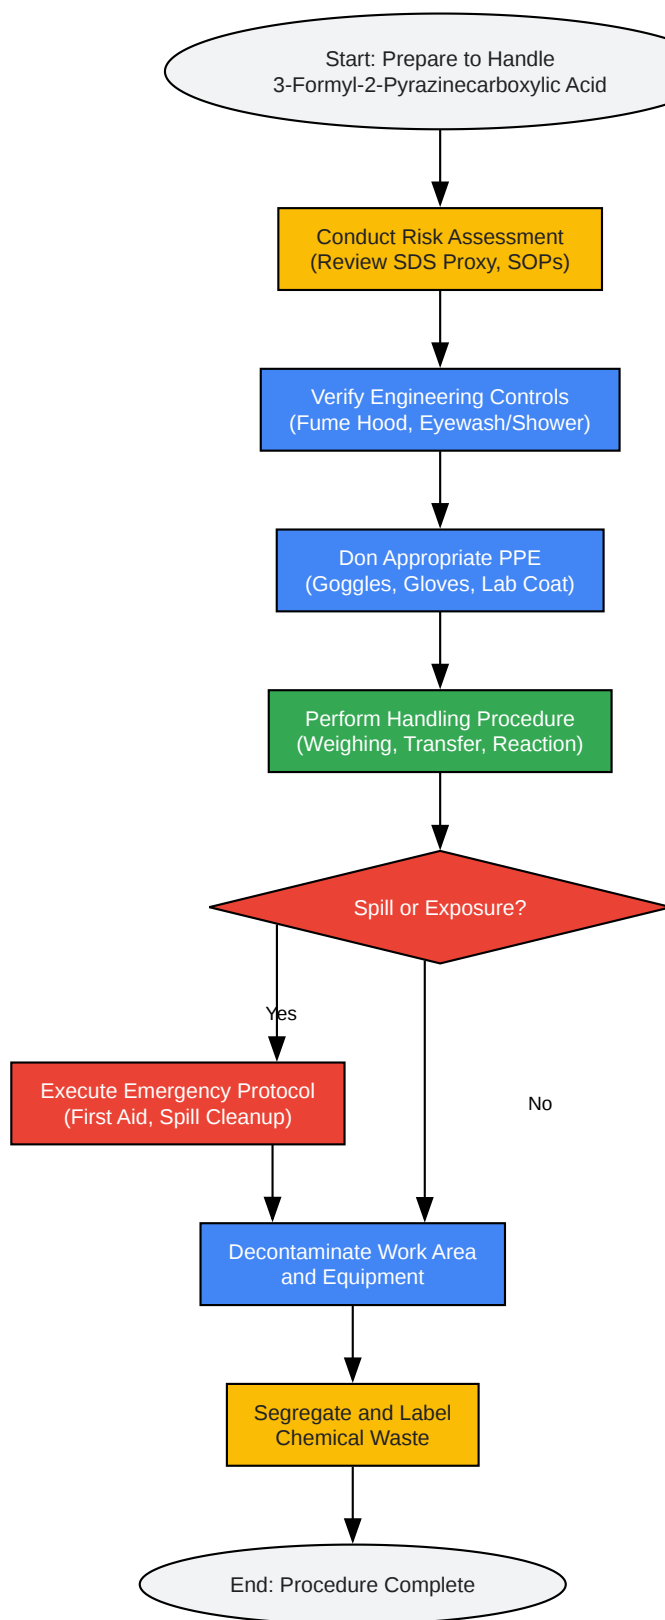 Start: Prepare to Handle
3-Formyl-2-Pyrazinecarboxylic Acid
Conduct Risk Assessment
(Review SDS Proxy, SOPs)
Verify Engineering Controls
(Fume Hood, Eyewash/Shower)
Don Appropriate PPE
(Goggles, Gloves, Lab Coat)
Perform Handling Procedure
(Weighing, Transfer, Reaction)
Spill or Exposure?
Yes
Execute Emergency Protocol
(First Aid, Spill Cleanup)
No
Decontaminate Work Area
and Equipment
Segregate and Label
Chemical Waste
End: Procedure Complete